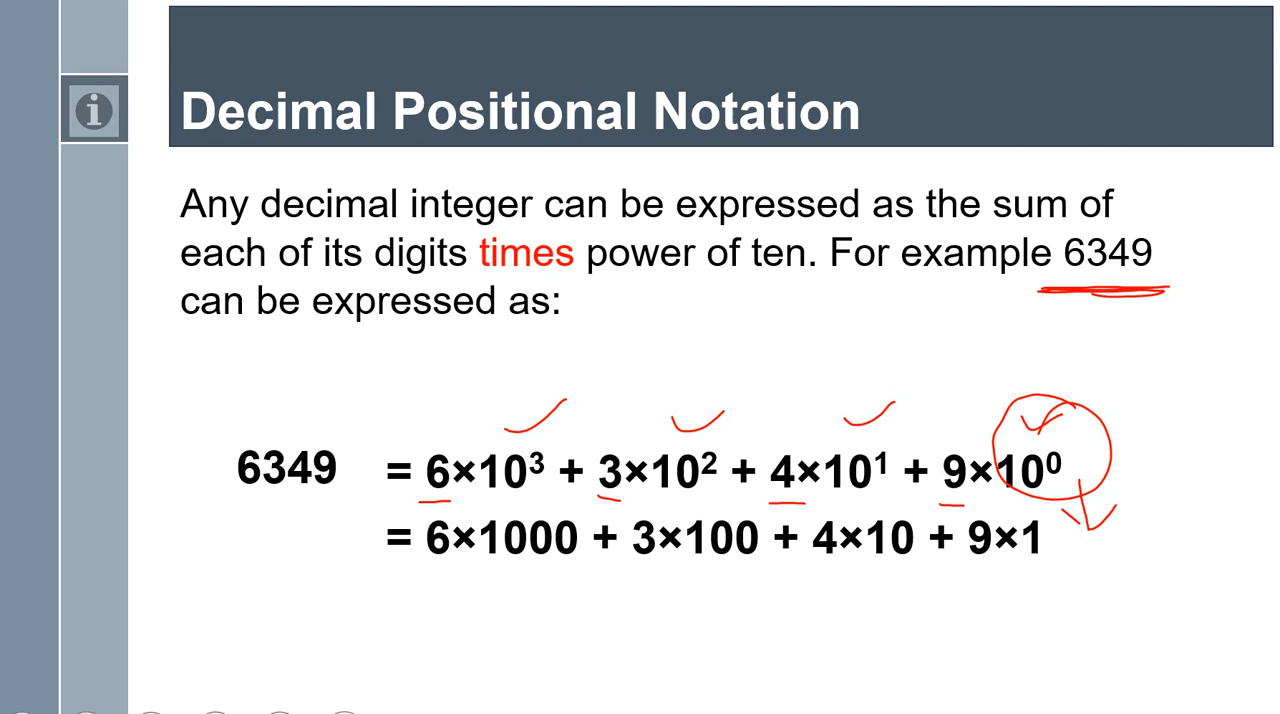 Decimal Positional Notation
Any decimal integer can be expressed as the sum of
each of its digits times power of ten. For example 6349
can be expressed as:
6349 = 6×10³ + 3×10² + 4×10¹ + 9×10⁰
= 6×1000 + 3×100 + 4×10 + 9×1